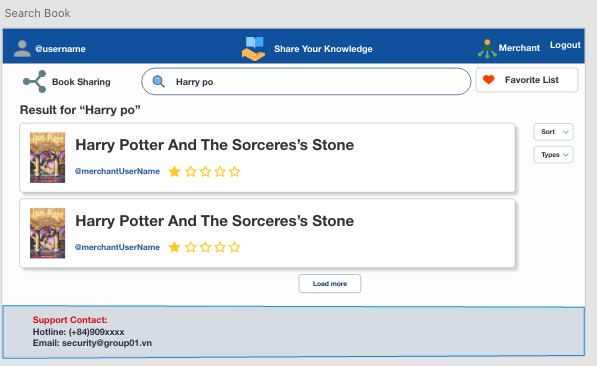 Search Book
@username
Share Your Knowledge
Merchant
Logout
Book Sharing
Harry po
Favorite List
Result for “Harry po”
Harry Potter And The Sorceres’s Stone
@merchantUserName
Sort
Types
Harry Potter And The Sorceres’s Stone
@merchantUserName
Load more
Support Contact:
Hotline: (+84)909xxxx
Email: security@group01.vn